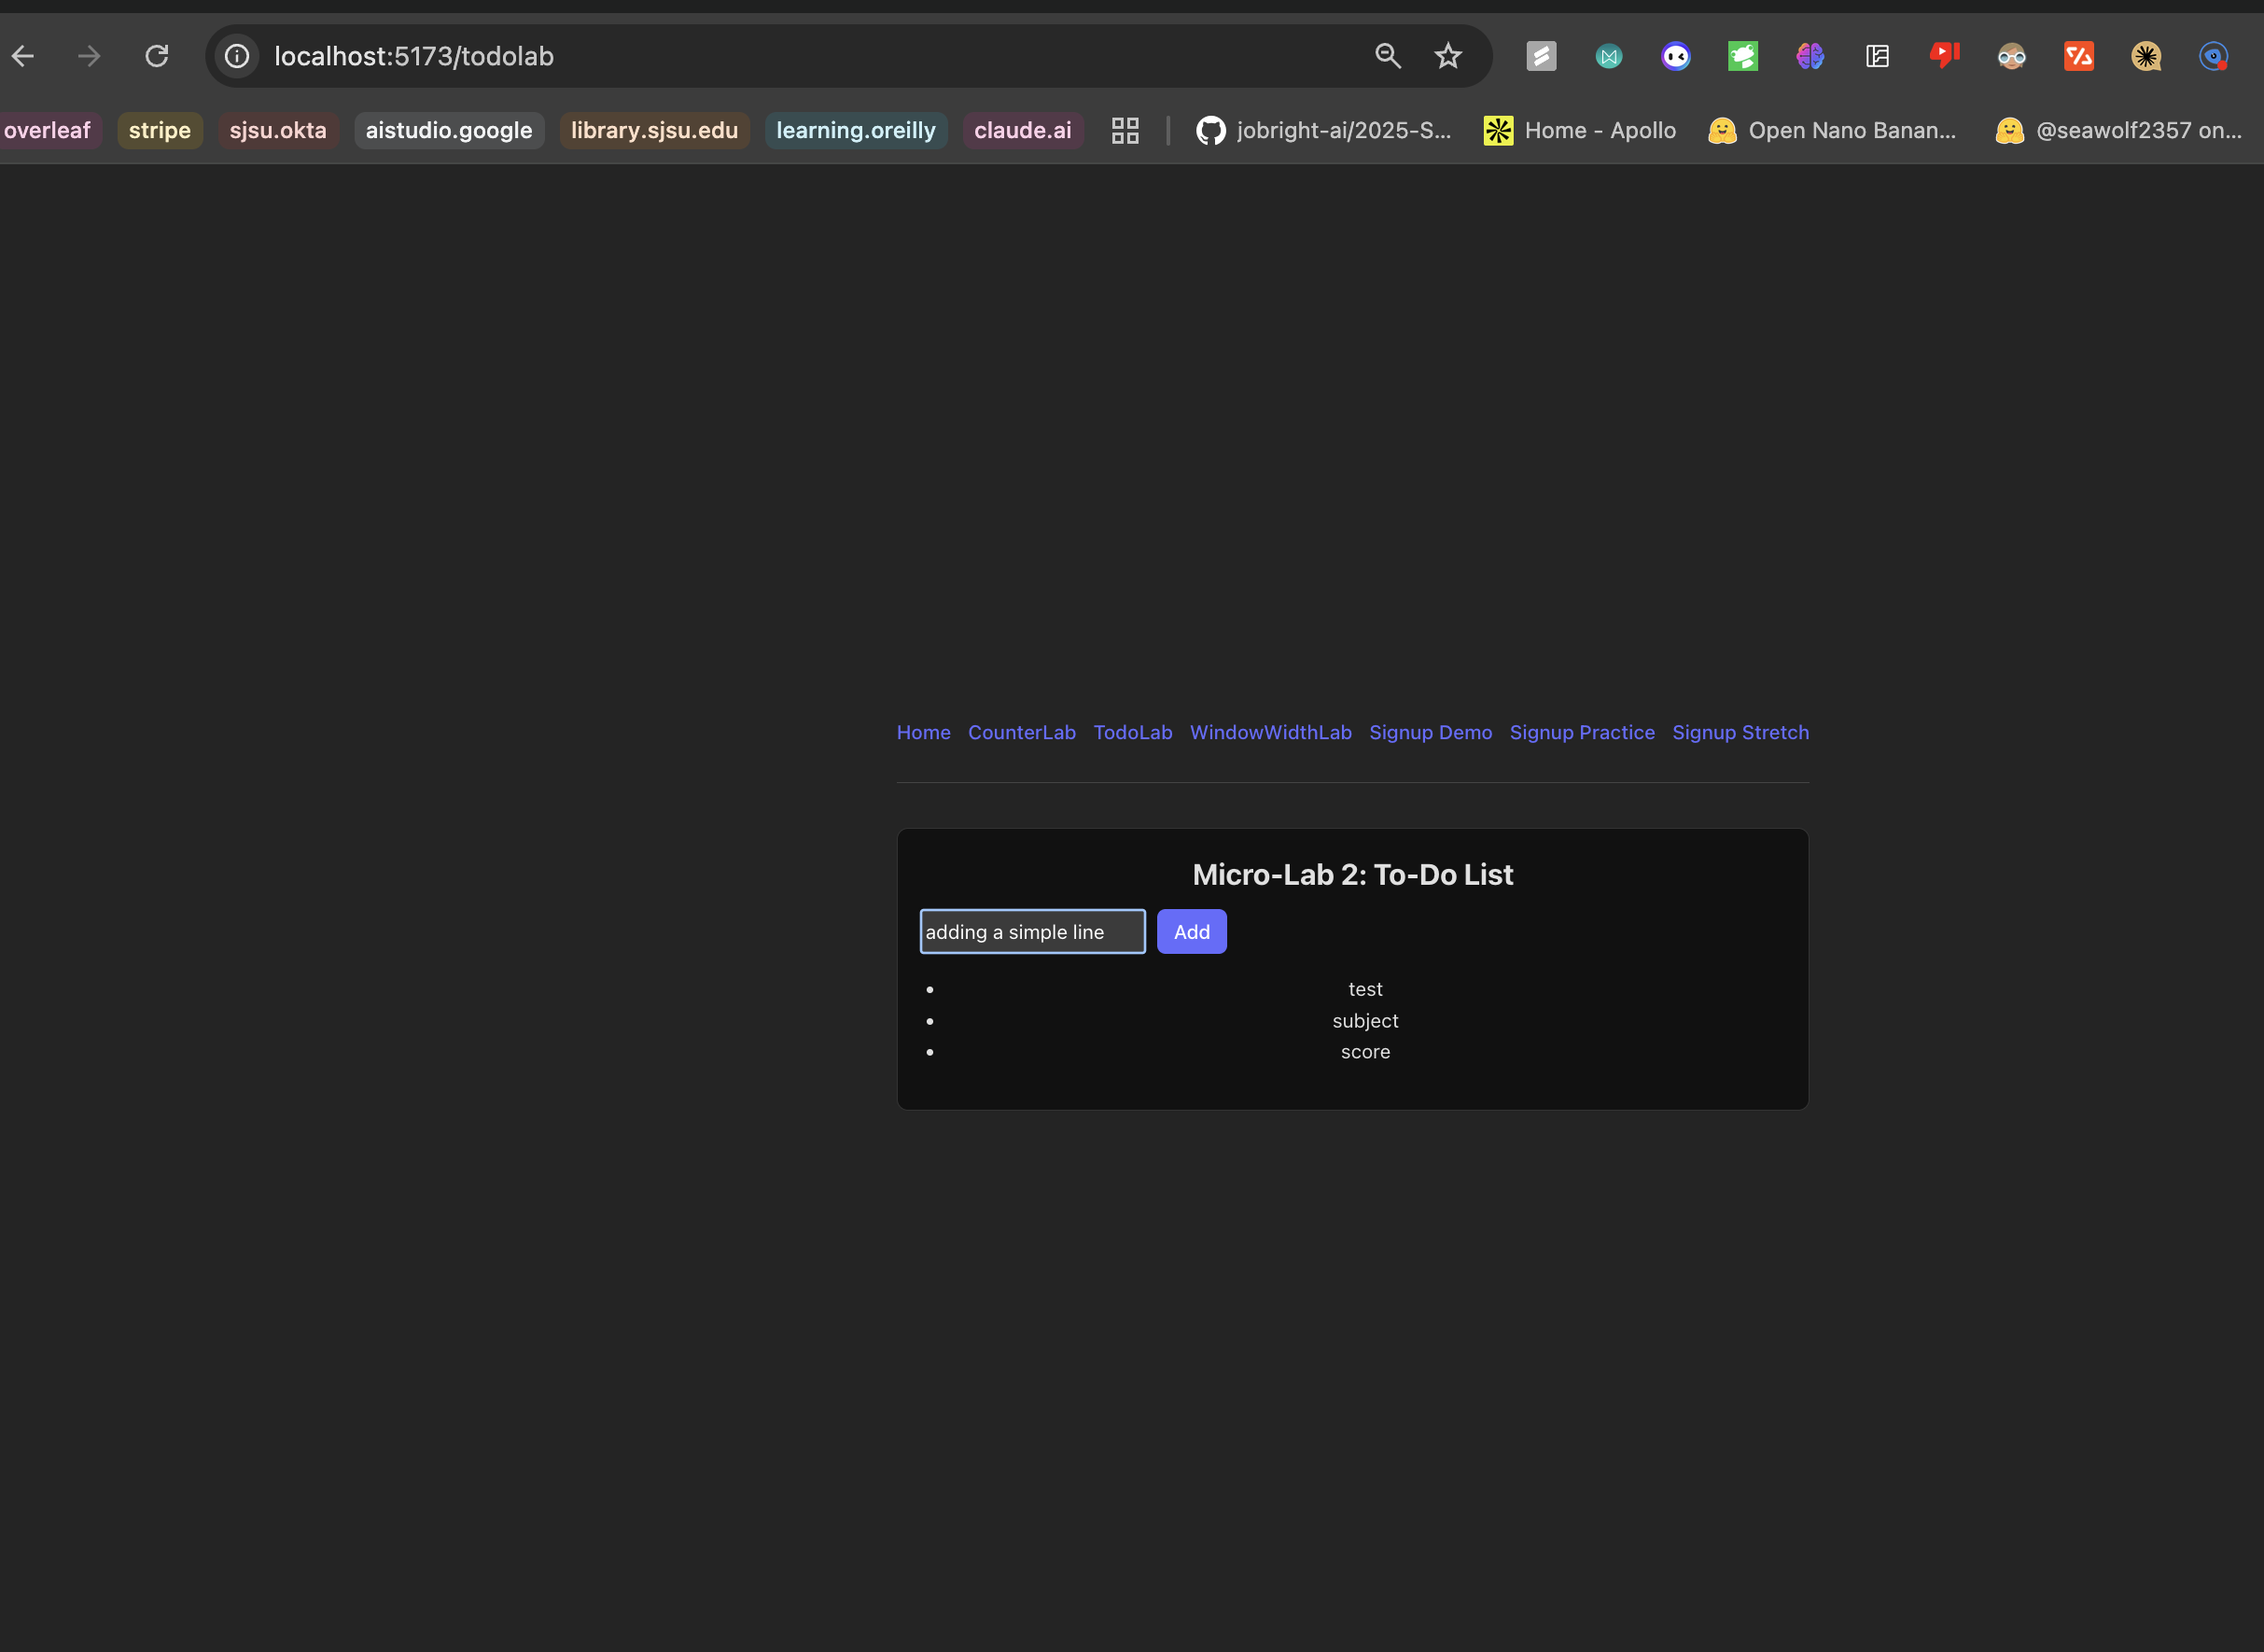 localhost:5173/todolab
overleaf stripe sjsu.okta aistudio.google library.sjsu.edu learning.oreilly claude.ai jobright-ai/2025-S... Home - Apollo Open Nano Banan... @seawolf2357 on...
Home CounterLab TodoLab WindowWidthLab Signup Demo Signup Practice Signup Stretch
Micro-Lab 2: To-Do List
adding a simple line Add
• test
• subject
• score